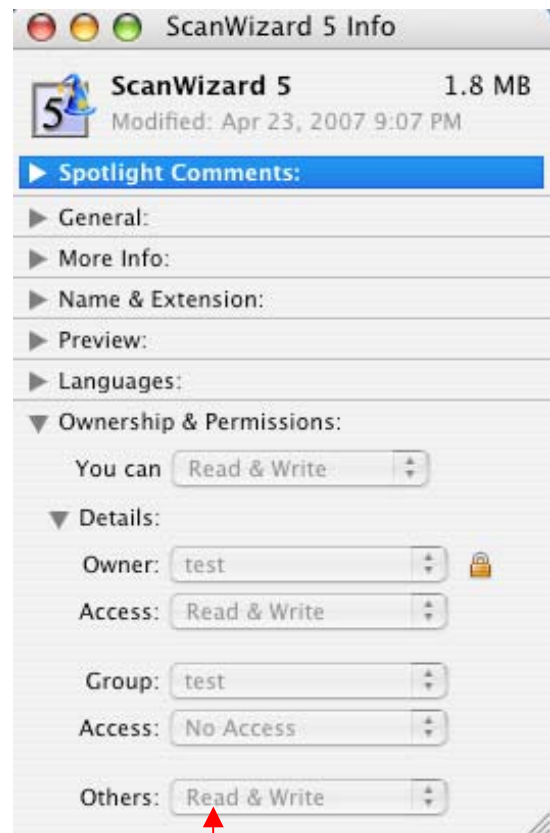 ScanWizard 5 Info
ScanWizard 5 1.8 MB
5
Modified: Apr 23, 2007 9:07 PM
Spotlight Comments:
General:
More Info:
Name & Extension:
Preview:
Languages:
Ownership & Permissions:
You can Read & Write
Details:
Owner: test
Access: Read & Write
Group: test
Access: No Access
Others: Read & Write